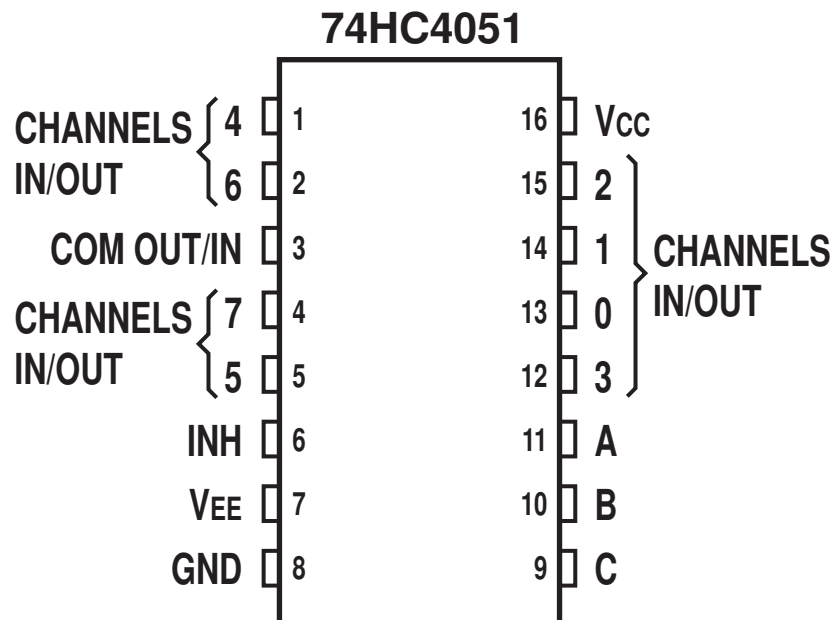 74HC4051
CHANNELS IN/OUT
4 1
6 2
COM OUT/IN 3
CHANNELS IN/OUT
7 4
5 5
INH 6
VEE 7
GND 8
16 VCC
15 2
14 1
13 0
12 3
CHANNELS IN/OUT
11 A
10 B
9 C